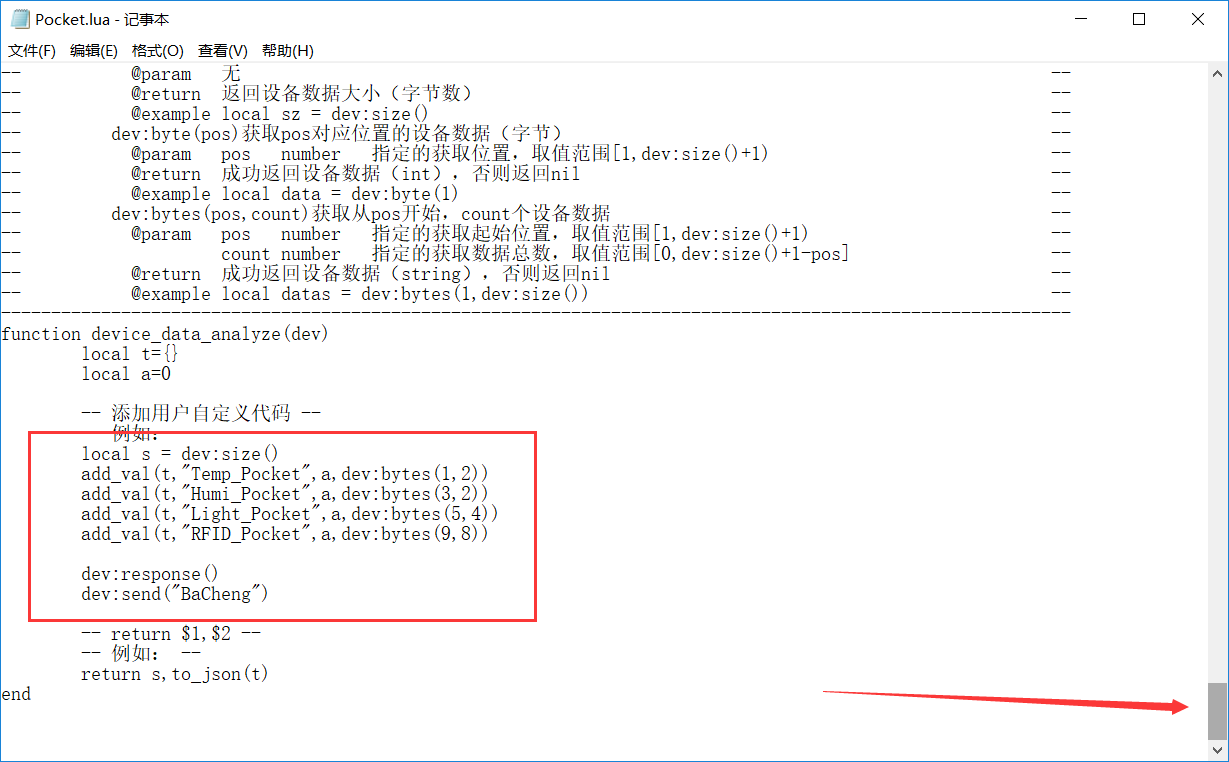 Pocket.lua - 记事本
文件(F) 编辑(E) 格式(O) 查看(V) 帮助(H)
-- @param 无 --
-- @return 返回设备数据大小（字节数） --
-- @example local sz = dev:size() --
-- dev:byte(pos)获取pos对应位置的设备数据（字节） --
-- @param pos number 指定的获取位置，取值范围[1,dev:size()+1) --
-- @return 成功返回设备数据（int），否则返回nil --
-- @example local data = dev:byte(1) --
-- dev:bytes(pos,count)获取从pos开始，count个设备数据 --
-- @param pos number 指定的获取起始位置，取值范围[1,dev:size()+1) --
-- count number 指定的获取数据总数，取值范围[0,dev:size()+1-pos] --
-- @return 成功返回设备数据（string），否则返回nil --
-- @example local datas = dev:bytes(1,dev:size()) --
-----------------------------------------------------------------------------------------------------------
function device_data_analyze(dev)
local t={}
local a=0
-- 添加用户自定义代码 --
例如：
local s = dev:size()
add_val(t,"Temp_Pocket",a,dev:bytes(1,2))
add_val(t,"Humi_Pocket",a,dev:bytes(3,2))
add_val(t,"Light_Pocket",a,dev:bytes(5,4))
add_val(t,"RFID_Pocket",a,dev:bytes(9,8))
dev:response()
dev:send("BaCheng")
-- return $1,$2 --
-- 例如： --
return s,to_json(t)
end